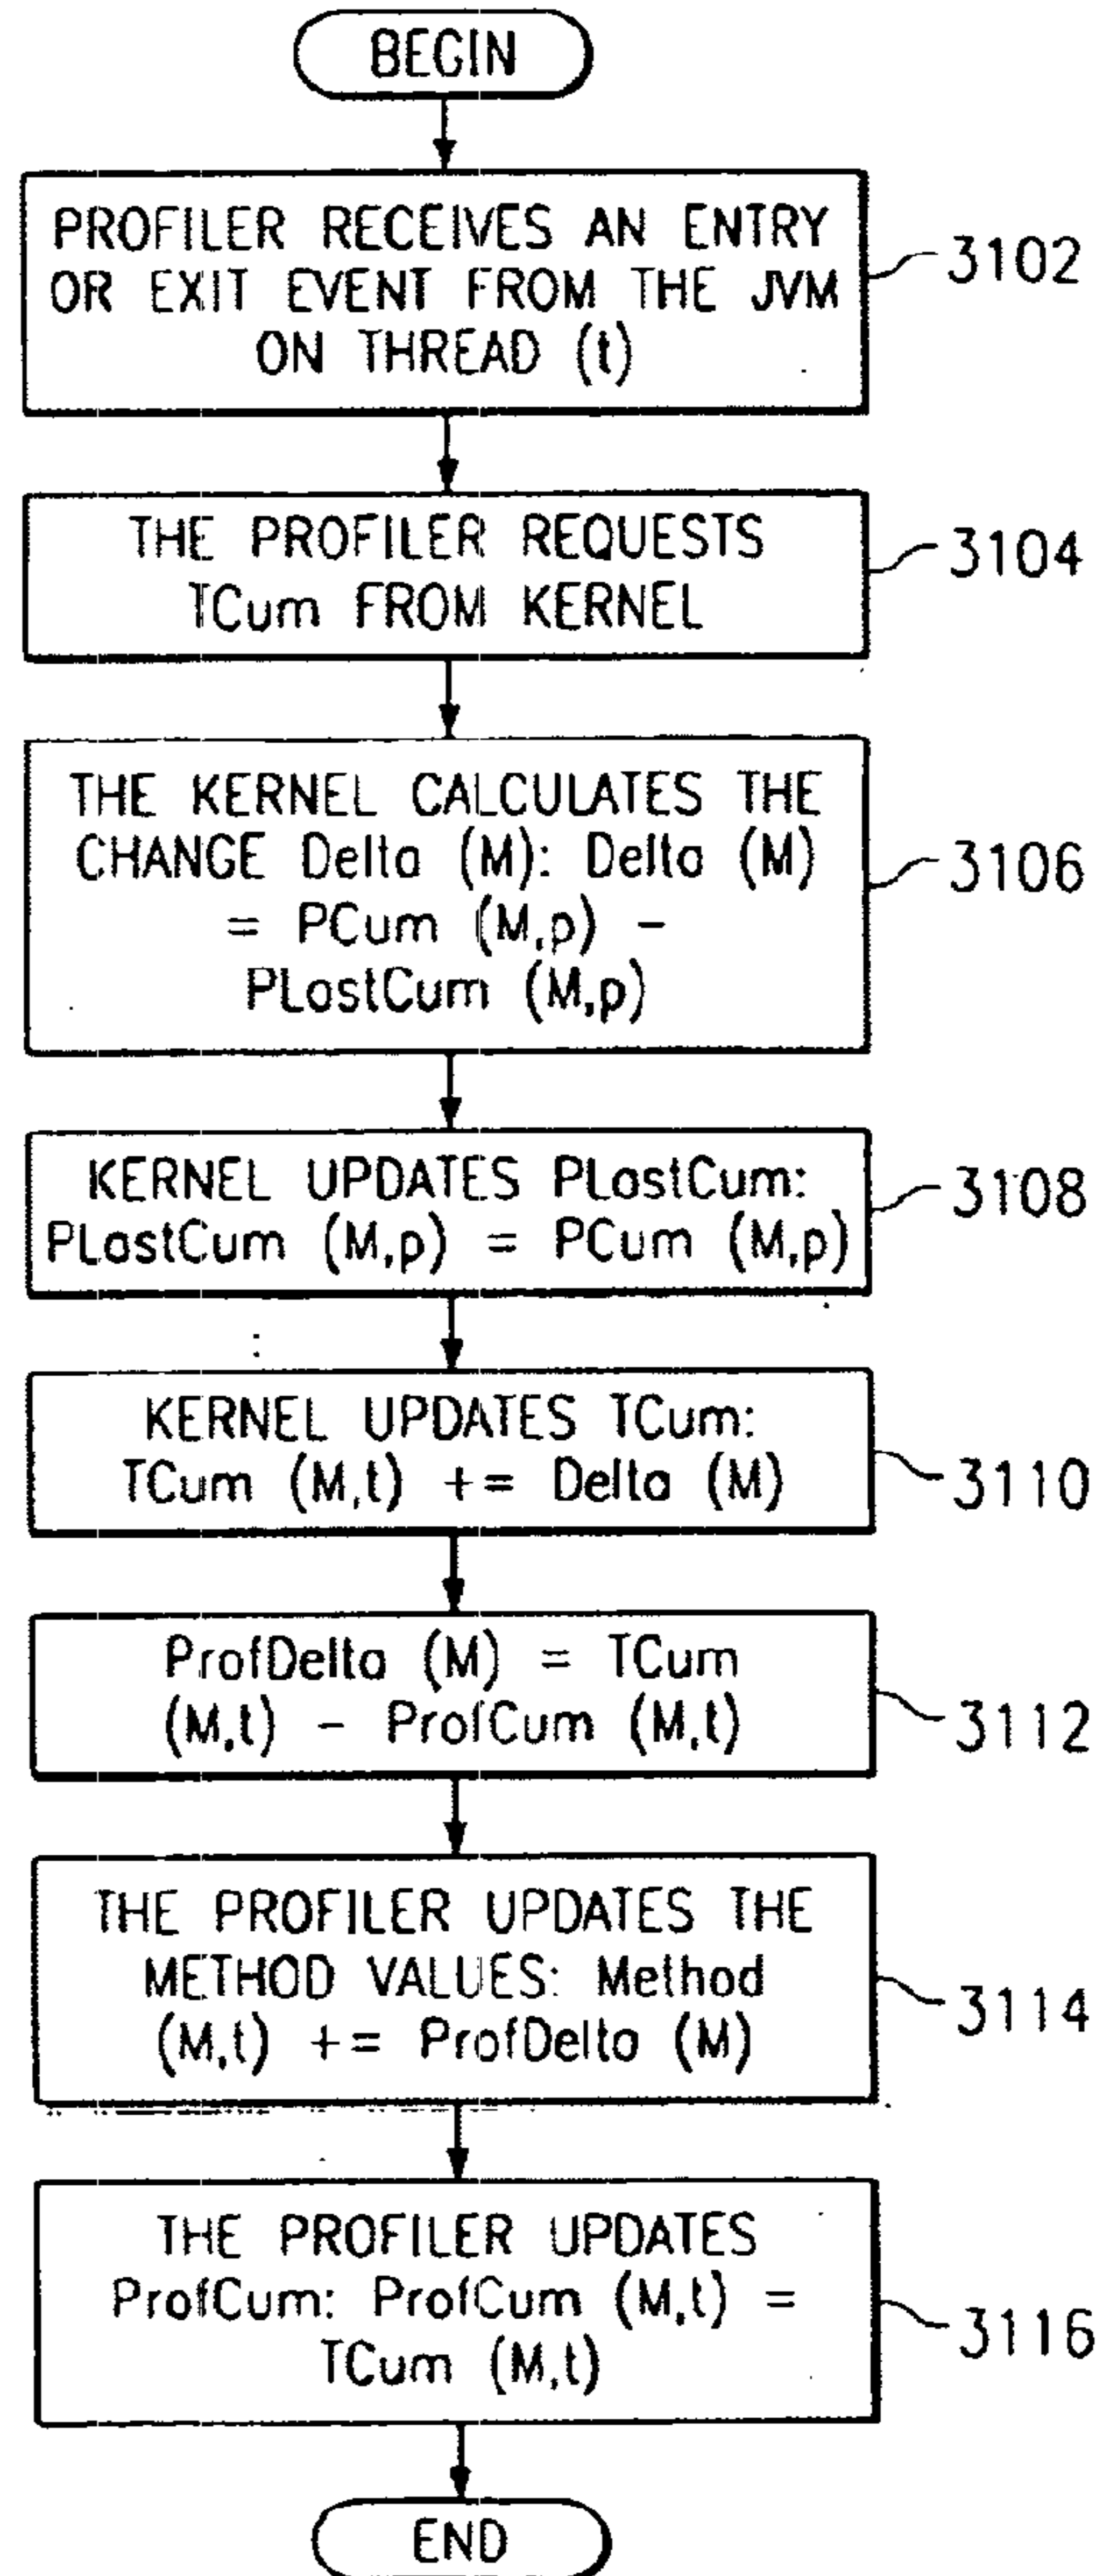 BEGIN
PROFILER RECEIVES AN ENTRY
OR EXIT EVENT FROM THE JVM
ON THREAD (t)
3102
THE PROFILER REQUESTS
TCum FROM KERNEL
3104
THE KERNEL CALCULATES THE
CHANGE Delta (M): Delta (M)
= PCum (M,p) -
PLastCum (M,p)
3106
KERNEL UPDATES PLastCum:
PLastCum (M,p) = PCum (M,p)
3108
KERNEL UPDATES TCum:
TCum (M,t) += Delta (M)
3110
ProfDelta (M) = TCum
(M,t) - ProfCum (M,t)
3112
THE PROFILER UPDATES THE
METHOD VALUES: Method
(M,t) += ProfDelta (M)
3114
THE PROFILER UPDATES
ProfCum: ProfCum (M,t) =
TCum (M,t)
3116
END